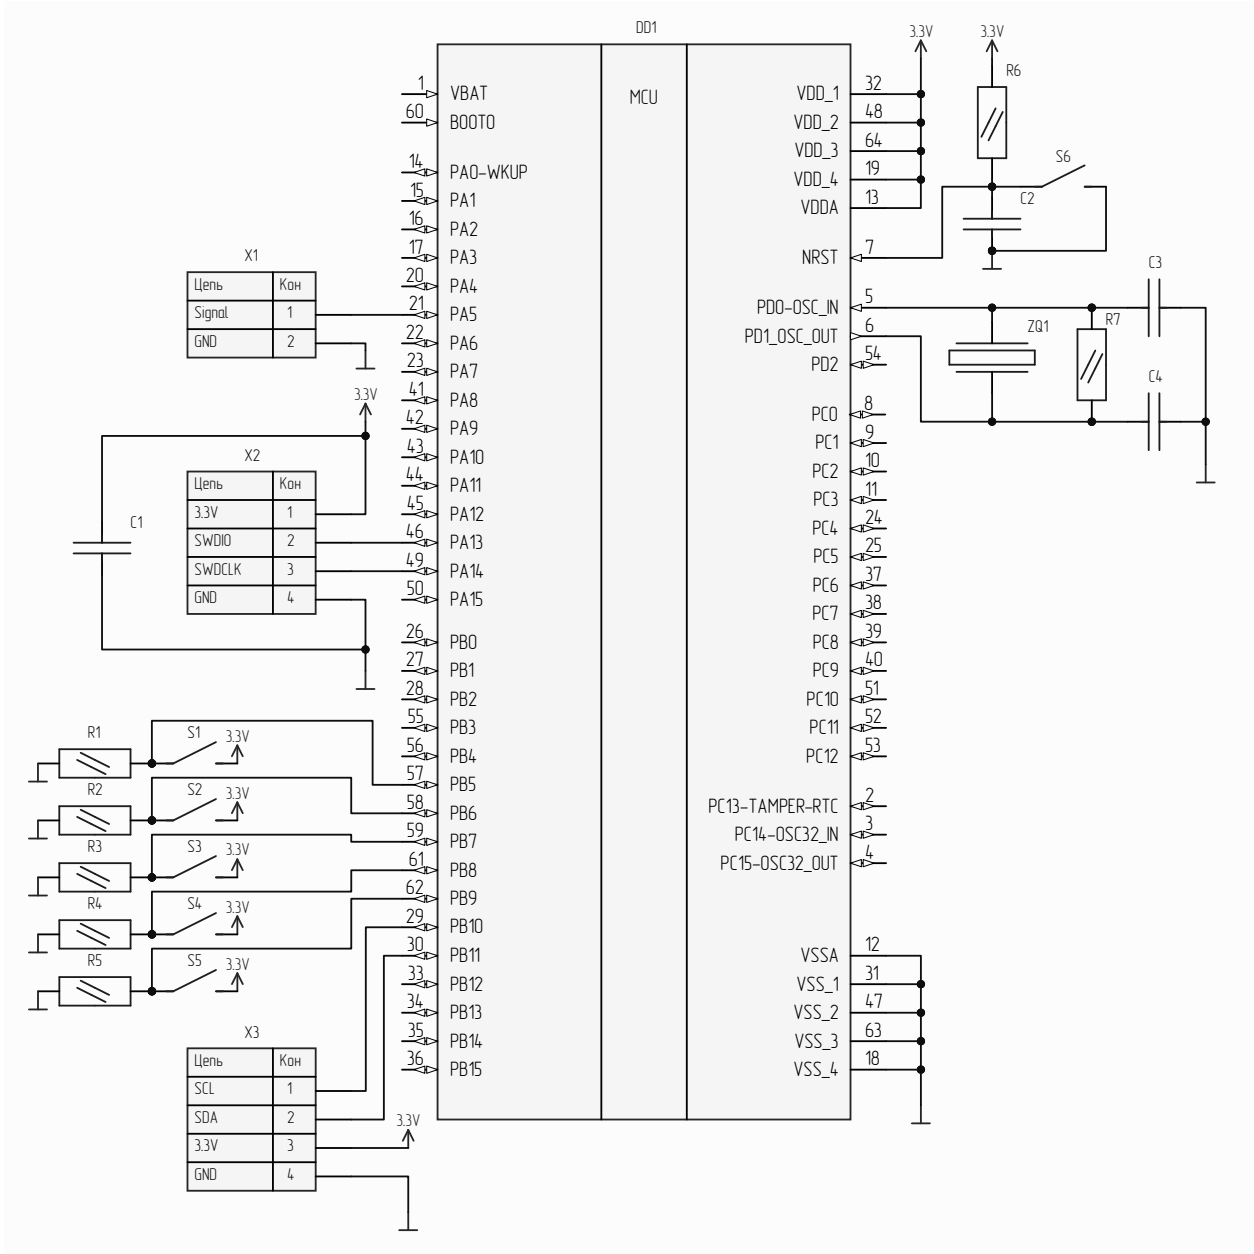 DD1
MCU
1 VBAT
60 BOOT0
14 PA0-WKUP
15 PA1
16 PA2
17 PA3
20 PA4
21 PA5
22 PA6
23 PA7
41 PA8
42 PA9
43 PA10
44 PA11
45 PA12
46 PA13
49 PA14
50 PA15
26 PB0
27 PB1
28 PB2
55 PB3
56 PB4
57 PB5
58 PB6
59 PB7
61 PB8
62 PB9
29 PB10
30 PB11
33 PB12
34 PB13
35 PB14
36 PB15
VDD_1 32
VDD_2 48
VDD_3 64
VDD_4 19
VDDA 13
NRST 7
PD0-OSC_IN 5
PD1_OSC_OUT 6
PD2 54
PC0 8
PC1 9
PC2 10
PC3 11
PC4 24
PC5 25
PC6 37
PC7 38
PC8 39
PC9 40
PC10 51
PC11 52
PC12 53
PC13-TAMPER-RTC 2
PC14-OSC32_IN 3
PC15-OSC32_OUT 4
VSSA 12
VSS_1 31
VSS_2 47
VSS_3 63
VSS_4 18
X1
Цепь Кон
Signal 1
GND 2
3.3V
X2
Цепь Кон
3.3V 1
SWDIO 2
SWDCLK 3
GND 4
C1
R1 S1 3.3V
R2 S2 3.3V
R3 S3 3.3V
R4 S4 3.3V
R5 S5 3.3V
X3
Цепь Кон
SCL 1
SDA 2
3.3V 3
GND 4
3.3V
3.3V
3.3V
R6
S6
C2
C3
ZQ1
R7
C4